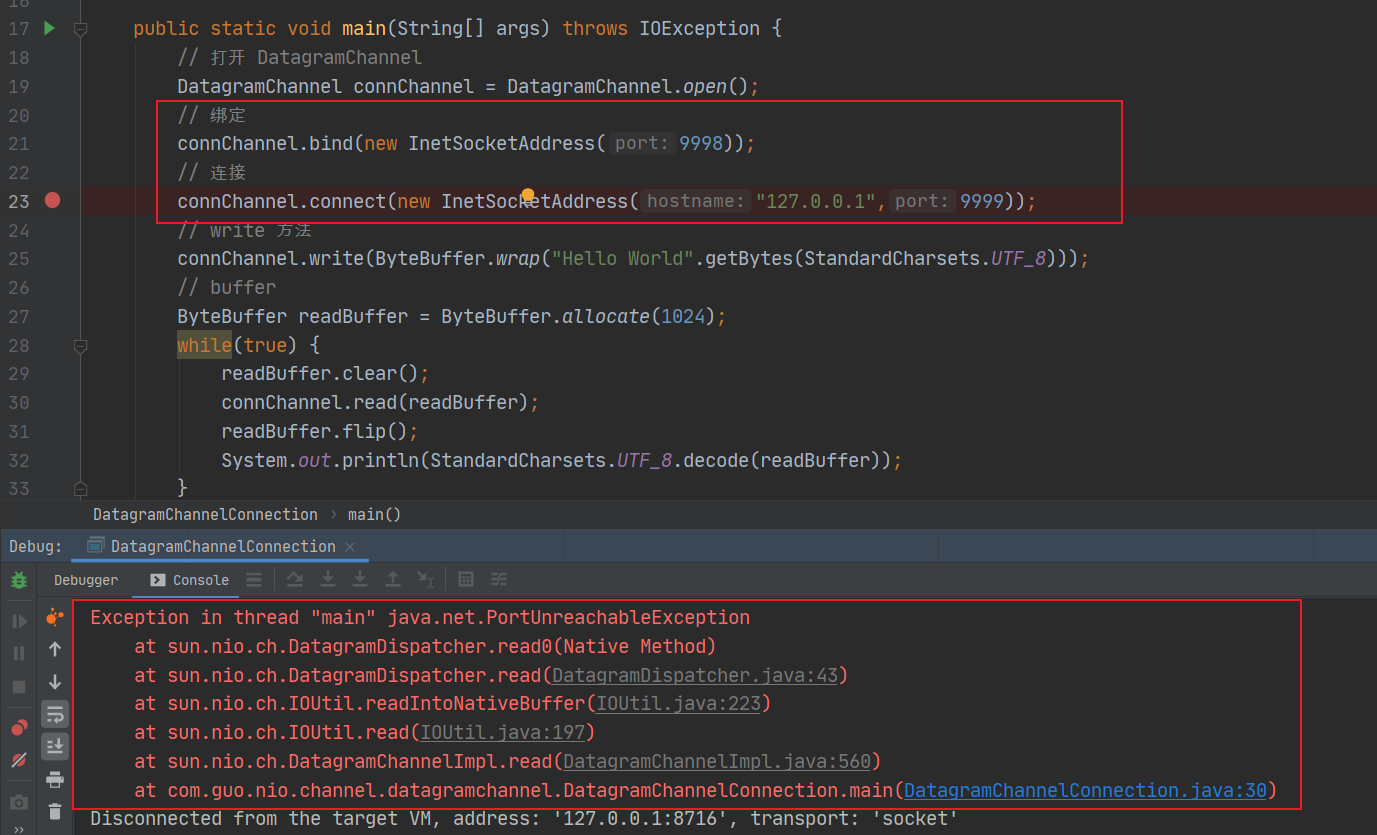 16
17 public static void main(String[] args) throws IOException {
18 // 打开 DatagramChannel
19 DatagramChannel connChannel = DatagramChannel.open();
20 // 绑定
21 connChannel.bind(new InetSocketAddress( port: 9998));
22 // 连接
23 connChannel.connect(new InetSocketAddress( hostname: "127.0.0.1", port: 9999));
24 // write 方法
25 connChannel.write(ByteBuffer.wrap("Hello World".getBytes(StandardCharsets.UTF_8)));
26 // buffer
27 ByteBuffer readBuffer = ByteBuffer.allocate(1024);
28 while(true) {
29 readBuffer.clear();
30 connChannel.read(readBuffer);
31 readBuffer.flip();
32 System.out.println(StandardCharsets.UTF_8.decode(readBuffer));
33 }
DatagramChannelConnection › main()
Debug: DatagramChannelConnection ×
Debugger Console
Exception in thread "main" java.net.PortUnreachableException
at sun.nio.ch.DatagramDispatcher.read0(Native Method)
at sun.nio.ch.DatagramDispatcher.read(DatagramDispatcher.java:43)
at sun.nio.ch.IOUtil.readIntoNativeBuffer(IOUtil.java:223)
at sun.nio.ch.IOUtil.read(IOUtil.java:197)
at sun.nio.ch.DatagramChannelImpl.read(DatagramChannelImpl.java:560)
at com.guo.nio.channel.datagramchannel.DatagramChannelConnection.main(DatagramChannelConnection.java:30)
Disconnected from the target VM, address: '127.0.0.1:8716', transport: 'socket'